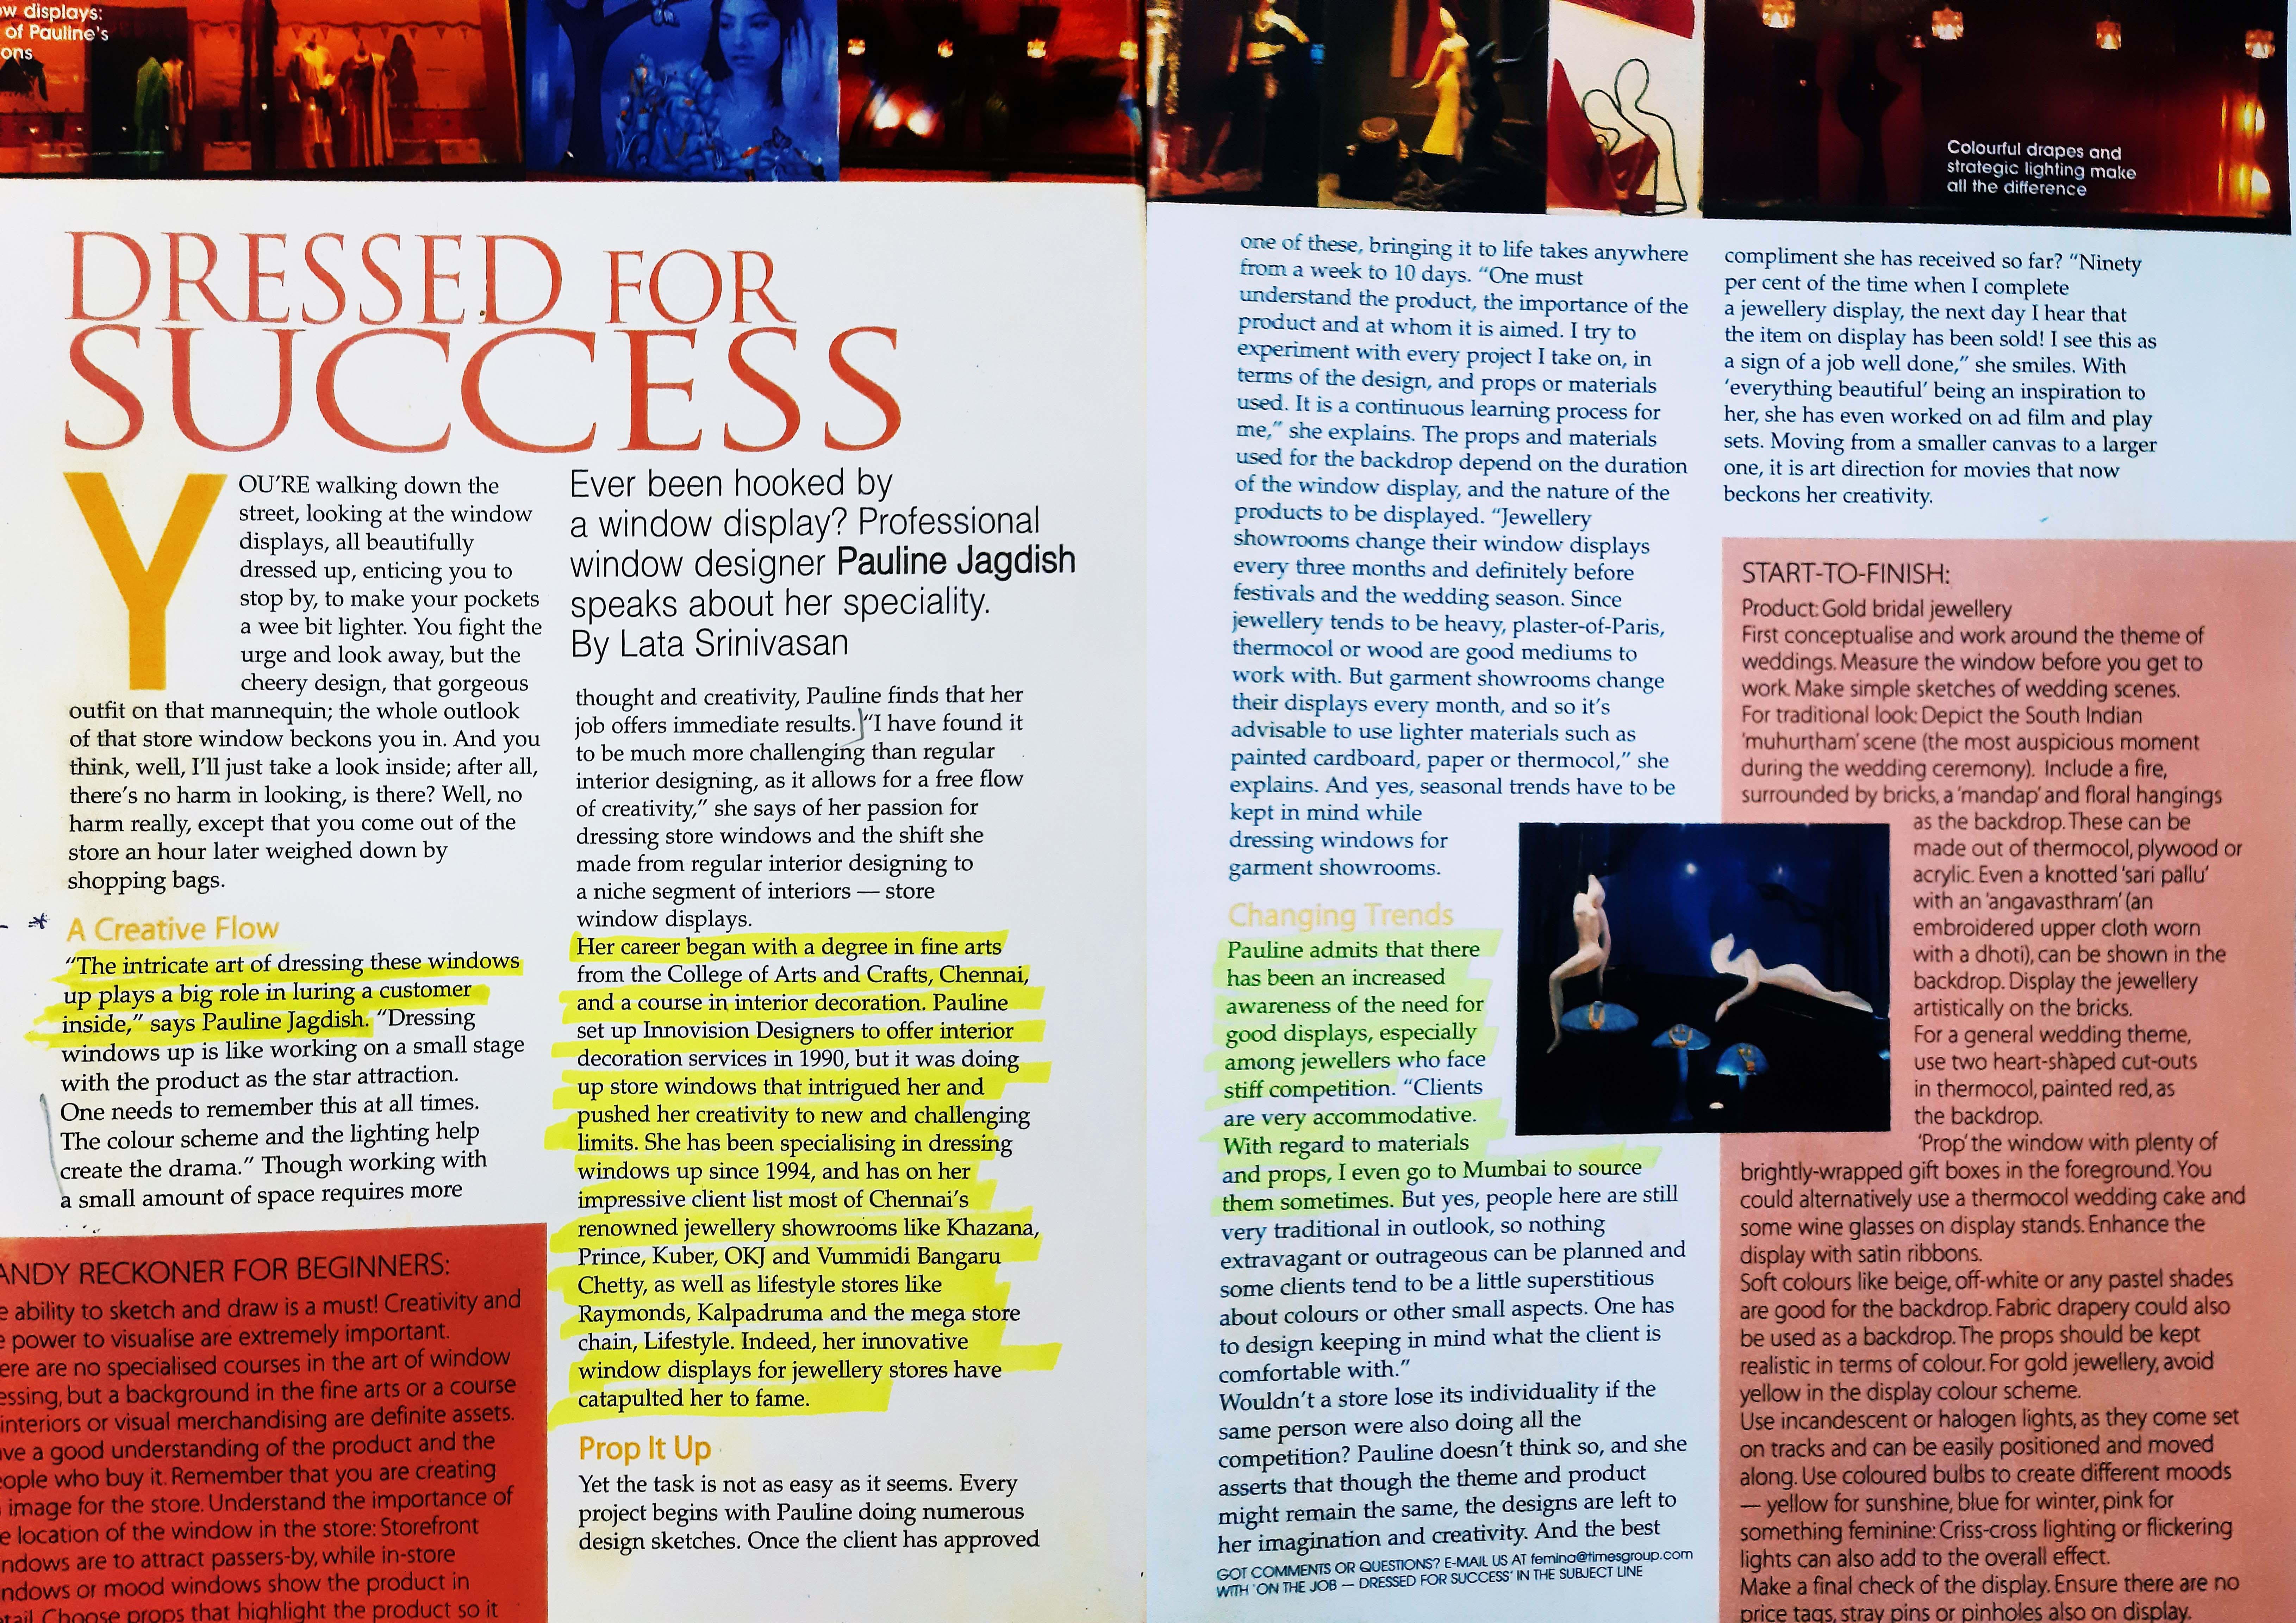 ow displays:
of Pauline's
ons
Colourful drapes and
strategic lighting make
all the difference
DRESSED FOR
SUCCESS
YOU'RE walking down the
street, looking at the window
displays, all beautifully
dressed up, enticing you to
stop by, to make your pockets
a wee bit lighter. You fight the
urge and look away, but the
cheery design, that gorgeous
outfit on that mannequin; the whole outlook
of that store window beckons you in. And you
think, well, I'll just take a look inside; after all,
there's no harm in looking, is there? Well, no
harm really, except that you come out of the
store an hour later weighed down by
shopping bags.
A Creative Flow
"The intricate art of dressing these windows
up plays a big role in luring a customer
inside," says Pauline Jagdish. "Dressing
windows up is like working on a small stage
with the product as the star attraction.
One needs to remember this at all times.
The colour scheme and the lighting help
create the drama." Though working with
a small amount of space requires more
ANDY RECKONER FOR BEGINNERS:
e ability to sketch and draw is a must! Creativity and
e power to visualise are extremely important.
ere are no specialised courses in the art of window
essing, but a background in the fine arts or a course
interiors or visual merchandising are definite assets.
ave a good understanding of the product and the
eople who buy it. Remember that you are creating
image for the store. Understand the importance of
e location of the window in the store: Storefront
ndows are to attract passers-by, while in-store
ndows or mood windows show the product in
tail. Choose props that highlight the product so it
Ever been hooked by
a window display? Professional
window designer Pauline Jagdish
speaks about her speciality.
By Lata Srinivasan
thought and creativity, Pauline finds that her
job offers immediate results. "I have found it
to be much more challenging than regular
interior designing, as it allows for a free flow
of creativity," she says of her passion for
dressing store windows and the shift she
made from regular interior designing to
a niche segment of interiors — store
window displays.
Her career began with a degree in fine arts
from the College of Arts and Crafts, Chennai,
and a course in interior decoration. Pauline
set up Innovision Designers to offer interior
decoration services in 1990, but it was doing
up store windows that intrigued her and
pushed her creativity to new and challenging
limits. She has been specialising in dressing
windows up since 1994, and has on her
impressive client list most of Chennai's
renowned jewellery showrooms like Khazana,
Prince, Kuber, OKJ and Vummidi Bangaru
Chetty, as well as lifestyle stores like
Raymonds, Kalpadruma and the mega store
chain, Lifestyle. Indeed, her innovative
window displays for jewellery stores have
catapulted her to fame.
Prop It Up
Yet the task is not as easy as it seems. Every
project begins with Pauline doing numerous
design sketches. Once the client has approved
one of these, bringing it to life takes anywhere
from a week to 10 days. "One must
understand the product, the importance of the
product and at whom it is aimed. I try to
experiment with every project I take on, in
terms of the design, and props or materials
used. It is a continuous learning process for
me," she explains. The props and materials
used for the backdrop depend on the duration
of the window display, and the nature of the
products to be displayed. "Jewellery
showrooms change their window displays
every three months and definitely before
festivals and the wedding season. Since
jewellery tends to be heavy, plaster-of-Paris,
thermocol or wood are good mediums to
work with. But garment showrooms change
their displays every month, and so it's
advisable to use lighter materials such as
painted cardboard, paper or thermocol," she
explains. And yes, seasonal trends have to be
kept in mind while
dressing windows for
garment showrooms.
Changing Trends
Pauline admits that there
has been an increased
awareness of the need for
good displays, especially
among jewellers who face
stiff competition. "Clients
are very accommodative.
With regard to materials
and props, I even go to Mumbai to source
them sometimes. But yes, people here are still
very traditional in outlook, so nothing
extravagant or outrageous can be planned and
some clients tend to be a little superstitious
about colours or other small aspects. One has
to design keeping in mind what the client is
comfortable with."
Wouldn't a store lose its individuality if the
same person were also doing all the
competition? Pauline doesn't think so, and she
asserts that though the theme and product
might remain the same, the designs are left to
her imagination and creativity. And the best
GOT COMMENTS OR QUESTIONS? E-MAIL US AT femina@timesgroup.com
WITH 'ON THE JOB — DRESSED FOR SUCCESS' IN THE SUBJECT LINE
compliment she has received so far? "Ninety
per cent of the time when I complete
a jewellery display, the next day I hear that
the item on display has been sold! I see this as
a sign of a job well done," she smiles. With
'everything beautiful' being an inspiration to
her, she has even worked on ad film and play
sets. Moving from a smaller canvas to a larger
one, it is art direction for movies that now
beckons her creativity.
START-TO-FINISH:
Product: Gold bridal jewellery
First conceptualise and work around the theme of
weddings. Measure the window before you get to
work. Make simple sketches of wedding scenes.
For traditional look: Depict the South Indian
'muhurtham' scene (the most auspicious moment
during the wedding ceremony). Include a fire,
surrounded by bricks, a 'mandap' and floral hangings
as the backdrop. These can be
made out of thermocol, plywood or
acrylic. Even a knotted 'sari pallu'
with an 'angavasthram' (an
embroidered upper cloth worn
with a dhoti), can be shown in the
backdrop. Display the jewellery
artistically on the bricks.
For a general wedding theme,
use two heart-shaped cut-outs
in thermocol, painted red, as
the backdrop.
'Prop' the window with plenty of
brightly-wrapped gift boxes in the foreground. You
could alternatively use a thermocol wedding cake and
some wine glasses on display stands. Enhance the
display with satin ribbons.
Soft colours like beige, off-white or any pastel shades
are good for the backdrop. Fabric drapery could also
be used as a backdrop. The props should be kept
realistic in terms of colour. For gold jewellery, avoid
yellow in the display colour scheme.
Use incandescent or halogen lights, as they come set
on tracks and can be easily positioned and moved
along. Use coloured bulbs to create different moods
— yellow for sunshine, blue for winter, pink for
something feminine: Criss-cross lighting or flickering
lights can also add to the overall effect.
Make a final check of the display. Ensure there are no
price tags, stray pins or pinholes also on display.